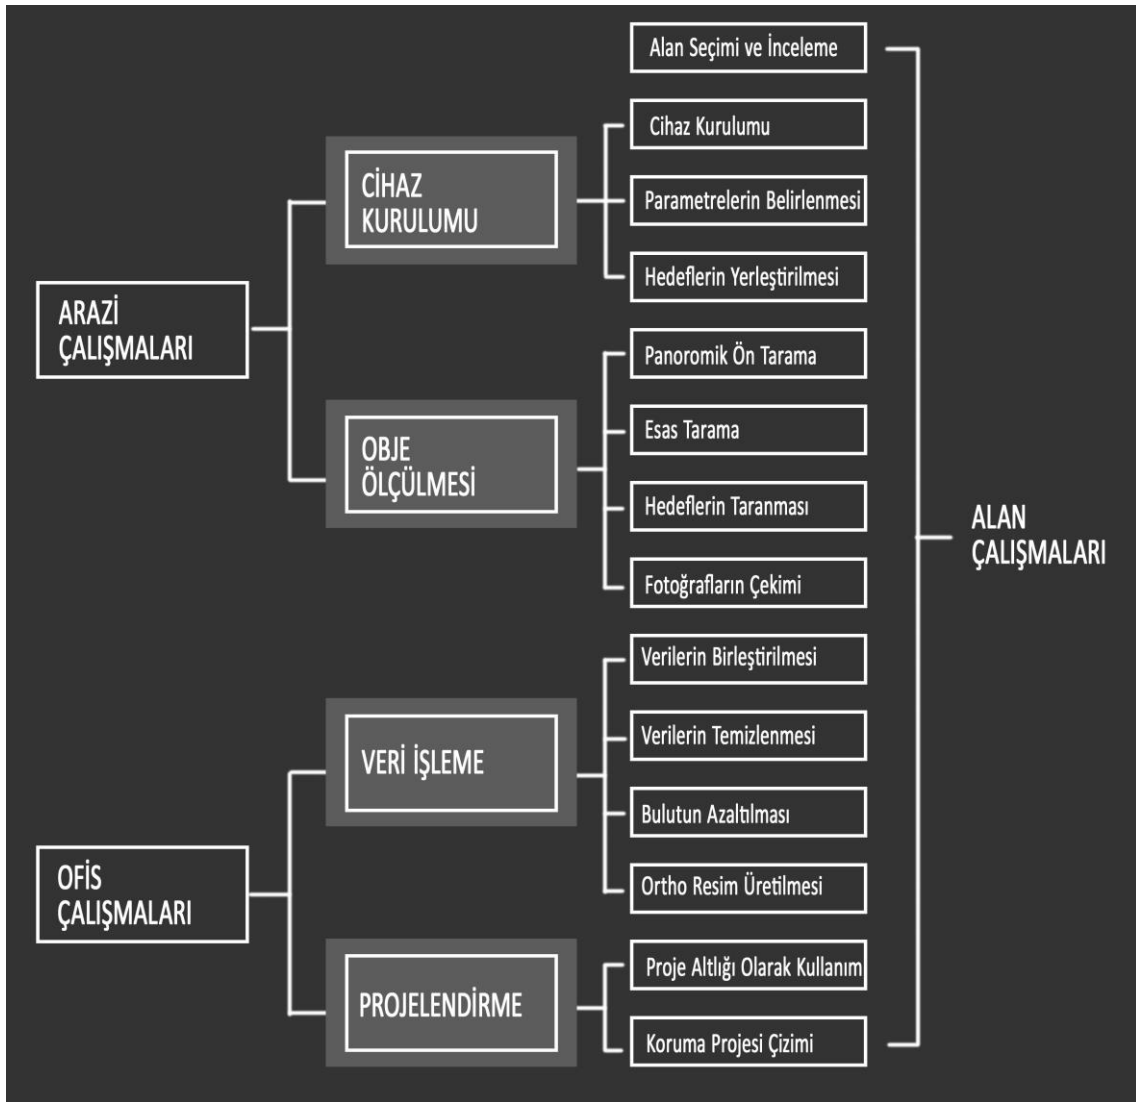 Alan Seçimi ve İnceleme
Cihaz Kurulumu
CİHAZ
KURULUMU
Parametrelerin Belirlenmesi
Hedeflerin Yerleştirilmesi
ARAZİ
ÇALIŞMALARI
Panoromik Ön Tarama
Esas Tarama
OBJE
ÖLÇÜLMESİ
Hedeflerin Taranması
Fotoğrafların Çekimi
ALAN
ÇALIŞMALARI
Verilerin Birleştirilmesi
Verilerin Temizlenmesi
VERİ İŞLEME
Bulutun Azaltılması
Ortho Resim Üretilmesi
OFİS
ÇALIŞMALARI
Proje Altlığı Olarak Kullanım
PROJELENDİRME
Koruma Projesi Çizimi